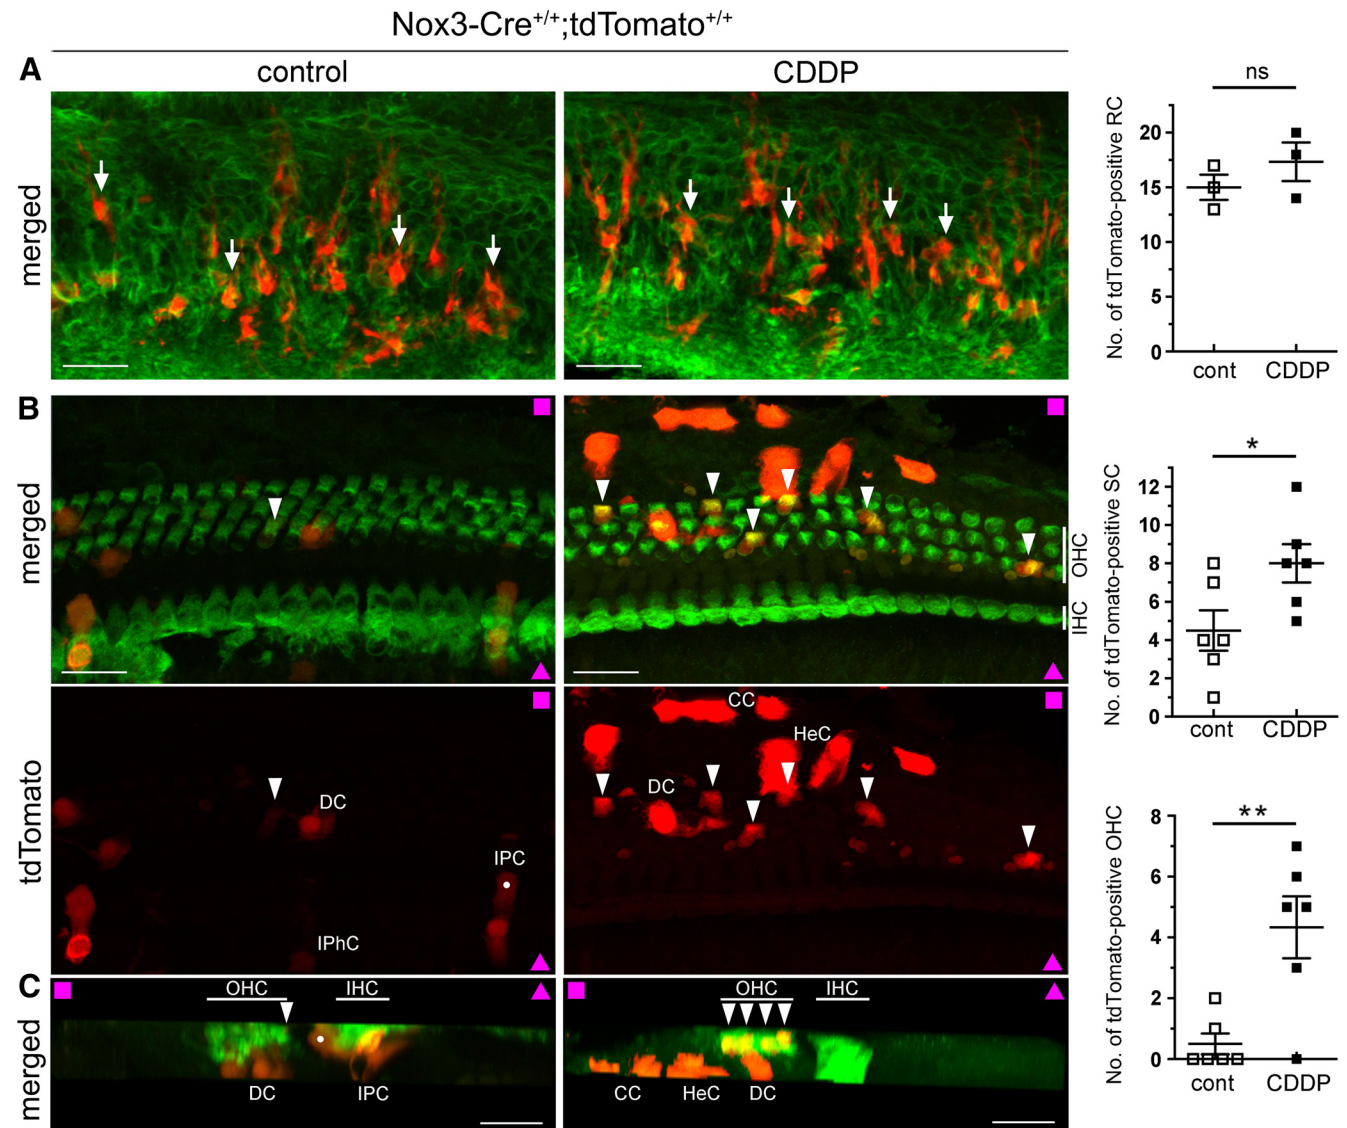 Nox3-Cre+/+;tdTomato+/+
control
CDDP
A
merged
ns
No. of tdTomato-positive RC
20
15
10
5
0
cont
CDDP
B
merged
OHC
IHC
*
No. of tdTomato-positive SC
12
10
8
6
4
2
0
cont
CDDP
tdTomato
DC
IPC
IPhC
CC
HeC
DC
**
No. of tdTomato-positive OHC
8
6
4
2
0
cont
CDDP
C
merged
OHC
IHC
DC
IPC
OHC
IHC
CC
HeC
DC